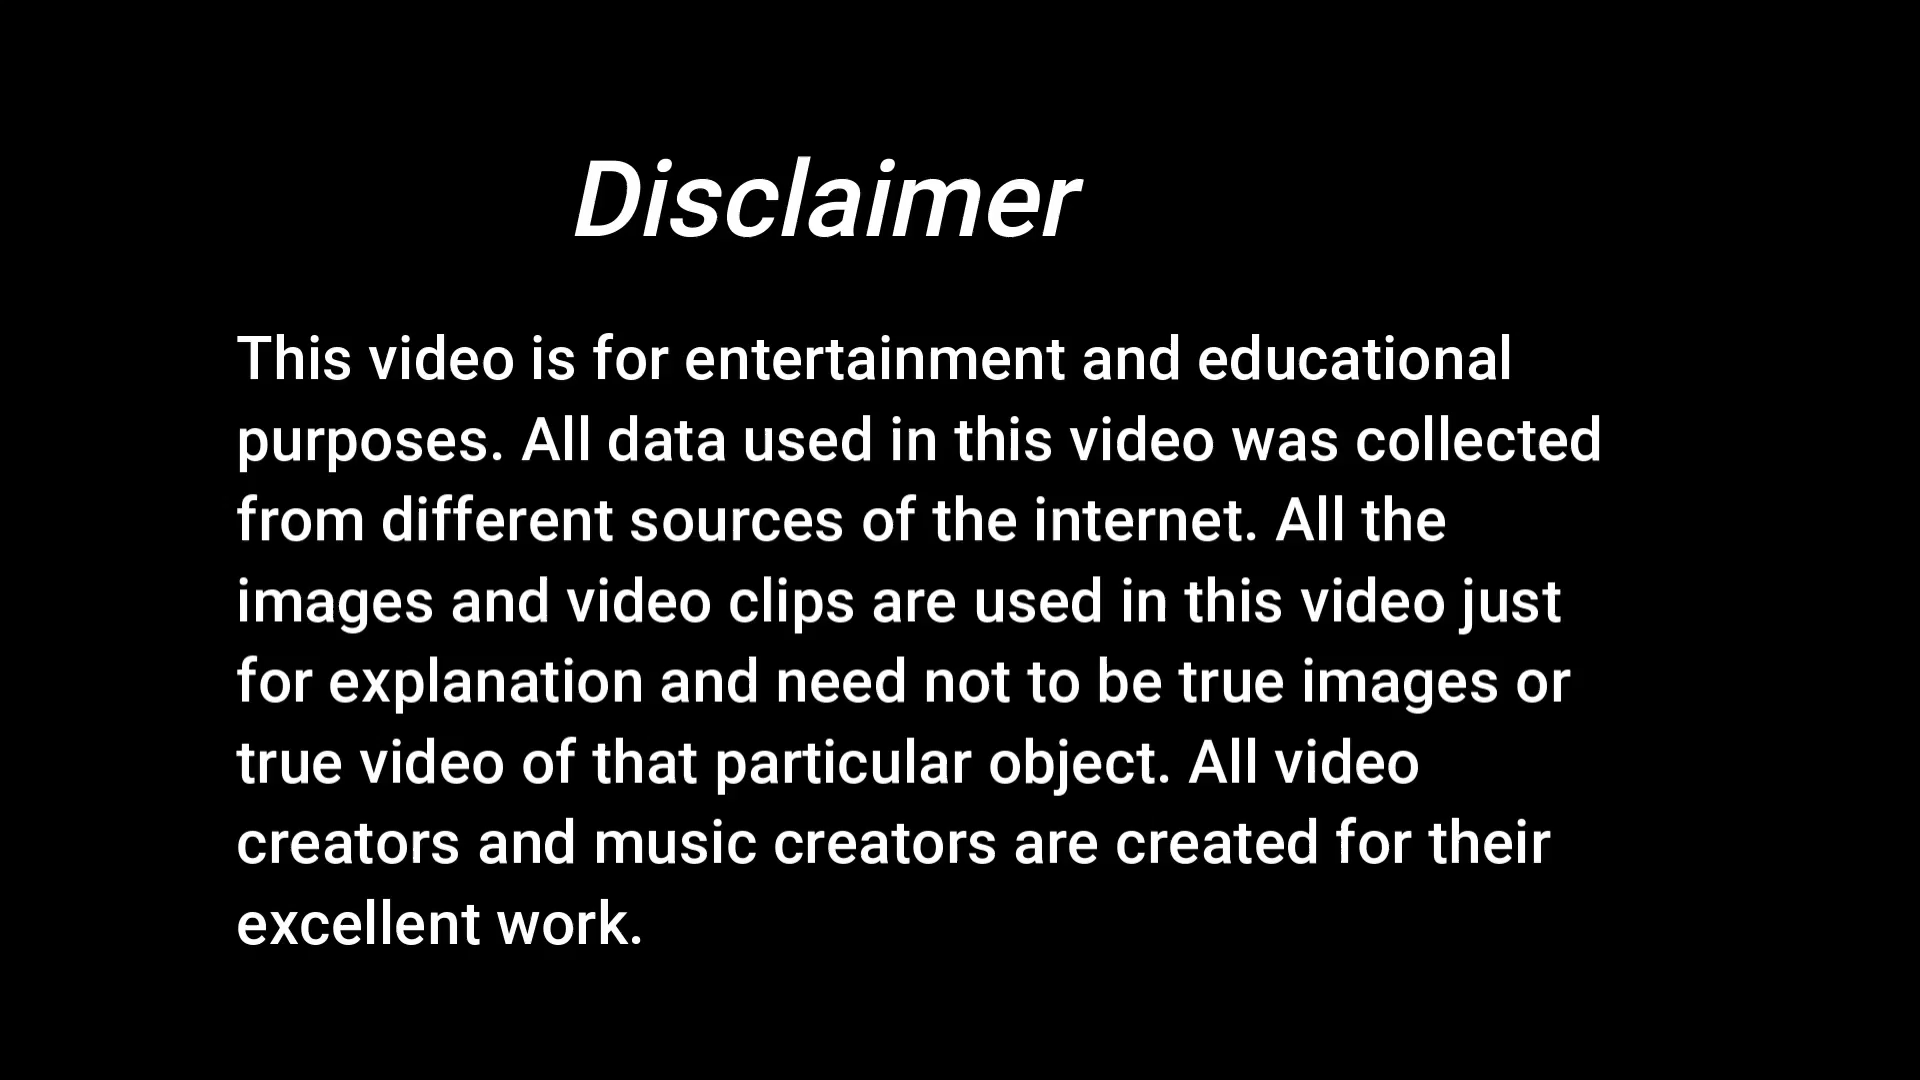 Disclaimer
This video is for entertainment and educational
purposes. All data used in this video was collected
from different sources of the internet. All the
images and video clips are used in this video just
for explanation and need not to be true images or
true video of that particular object. All video
creators and music creators are created for their
excellent work.